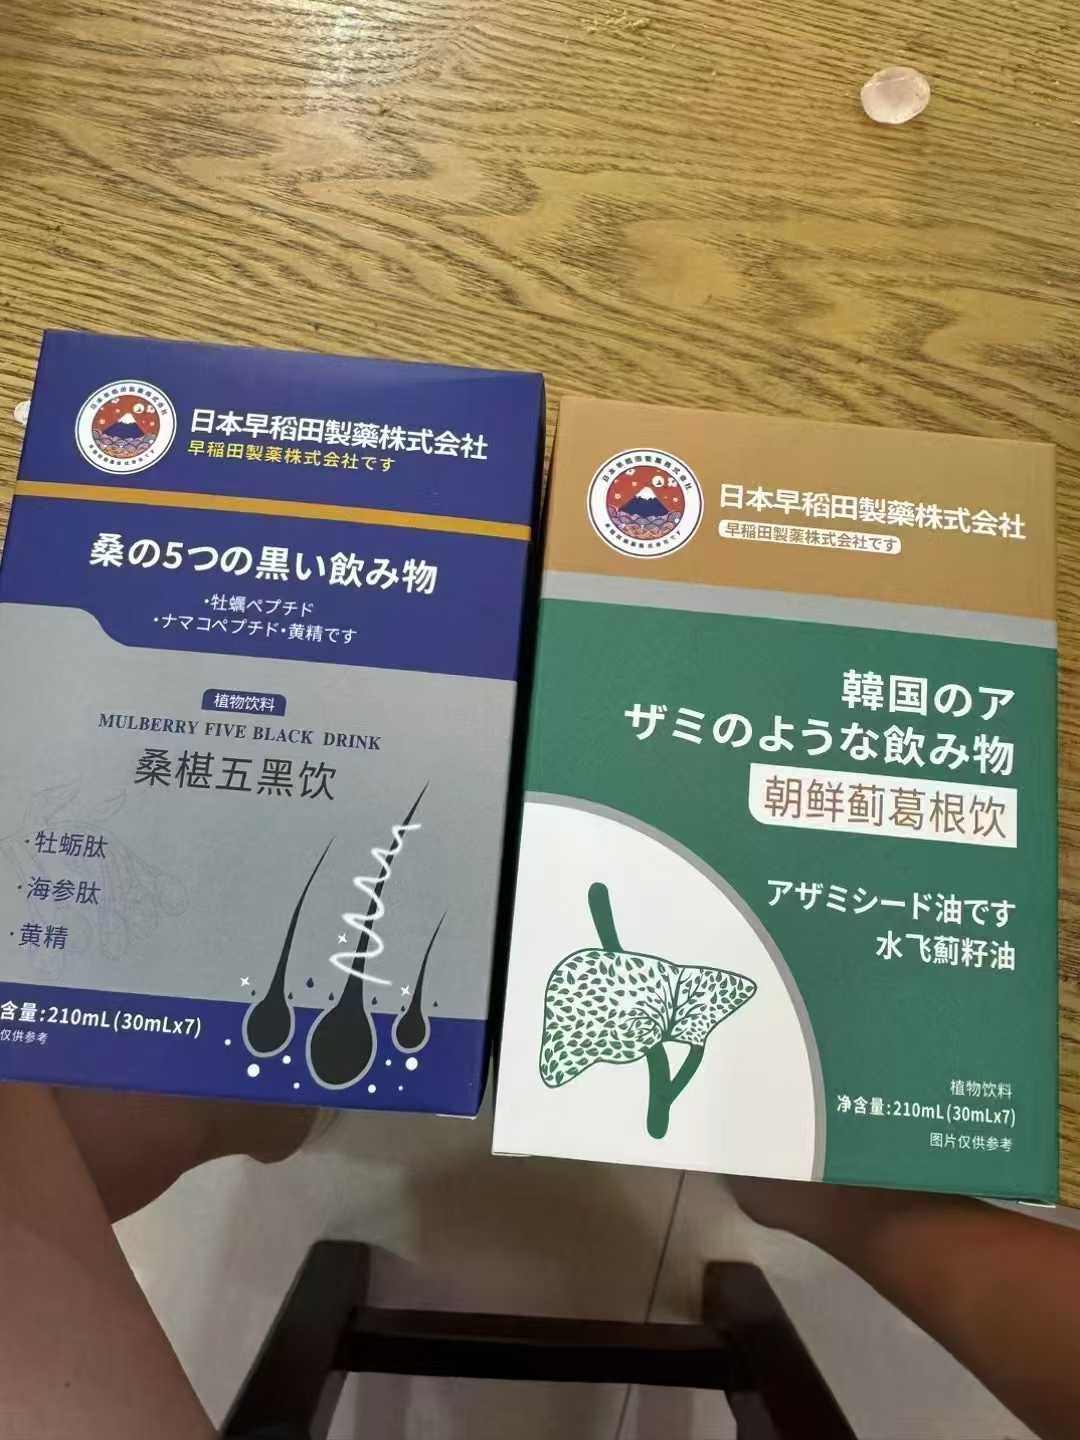 日本早稻田製藥株式会社
早稲田製薬株式会社です
桑の5つの黒い飲み物
・牡蠣ペプチド
・ナマコペプチド・黄精です
植物饮料
MULBERRY FIVE BLACK DRINK
桑椹五黑饮
·牡蛎肽
·海参肽
·黄精
含量:210mL(30mLx7)
仅供参考
日本早稻田製藥株式会社
早稲田製薬株式会社です
韓国のア
ザミのような飲み物
朝鲜蓟葛根饮
アザミシード油です
水飞薊籽油
植物饮料
净含量:210mL(30mLx7)
图片仅供参考